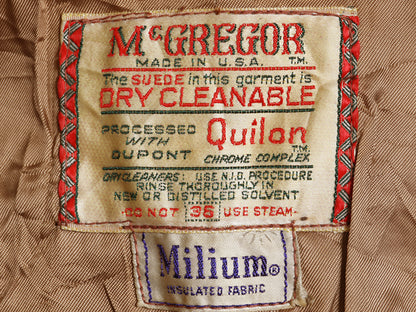 McGREGOR
MADE IN U.S.A. T.M.
The SUEDE in this garment is
DRY CLEANABLE
PROCESSED
WITH
DUPONT
Quilon T.M.
CHROME COMPLEX
DRYCLEANERS: USE N.I.D. PROCEDURE
RINSE THOROUGHLY IN
NEW OR DISTILLED SOLVENT
DO NOT 36 USE STEAM
Milium®
INSULATED FABRIC